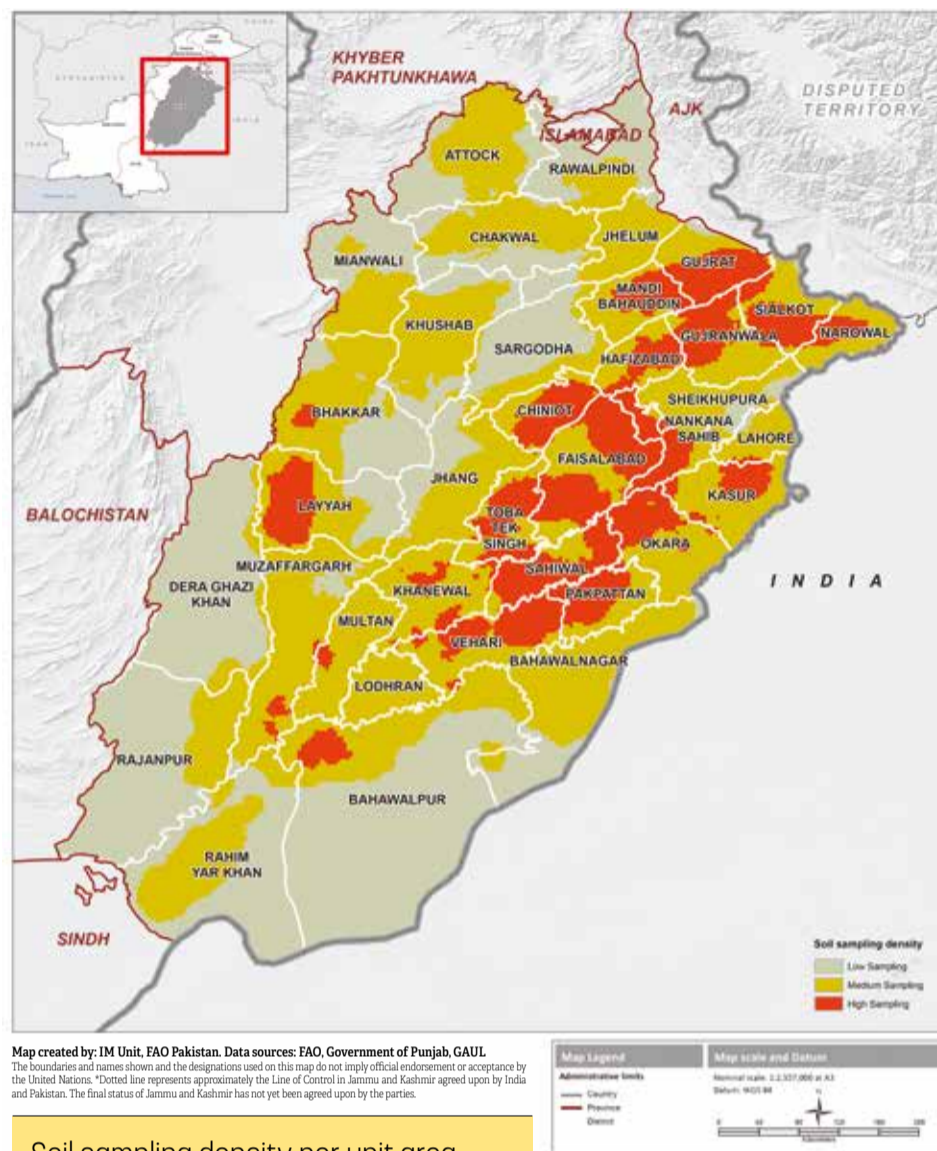 KHYBER
PAKHTUNKHAWA
DISPUTED
TERRITORY
AJK
ISLAMABAD
ATTOCK
RAWALPINDI
CHAKWAL
JHELUM
MIANWALI
GUJRAT
MANDI
BAHAUDDIN
SIALKOT
KHUSHAB
GUJRANWALA
NAROWAL
SARGODHA
HAFIZABAD
SHEIKHUPURA
BHAKKAR
CHINIOT
NANKANA
SAHIB
LAHORE
FAISALABAD
JHANG
KASUR
LAYYAH
TOBA
TEK
SINGH
BALOCHISTAN
OKARA
MUZAFFARGARH
SAHIWAL
DERA GHAZI
KHAN
KHANEWAL
PAKPATTAN
INDIA
MULTAN
VEHARI
BAHAWALNAGAR
LODHRAN
RAJANPUR
BAHAWALPUR
RAHIM
YAR KHAN
SINDH
Soil sampling density
Low Sampling
Medium Sampling
High Sampling
Map created by: IM Unit, FAO Pakistan. Data sources: FAO, Government of Punjab, GAUL
The boundaries and names shown and the designations used on this map do not imply official endorsement or acceptance by
the United Nations. *Dotted line represents approximately the Line of Control in Jammu and Kashmir agreed upon by India
and Pakistan. The final status of Jammu and Kashmir has not yet been agreed upon by the parties.
Map Legend
Administrative limits
Country
Province
District
Map scale and Datum
Soil sampling density per unit area